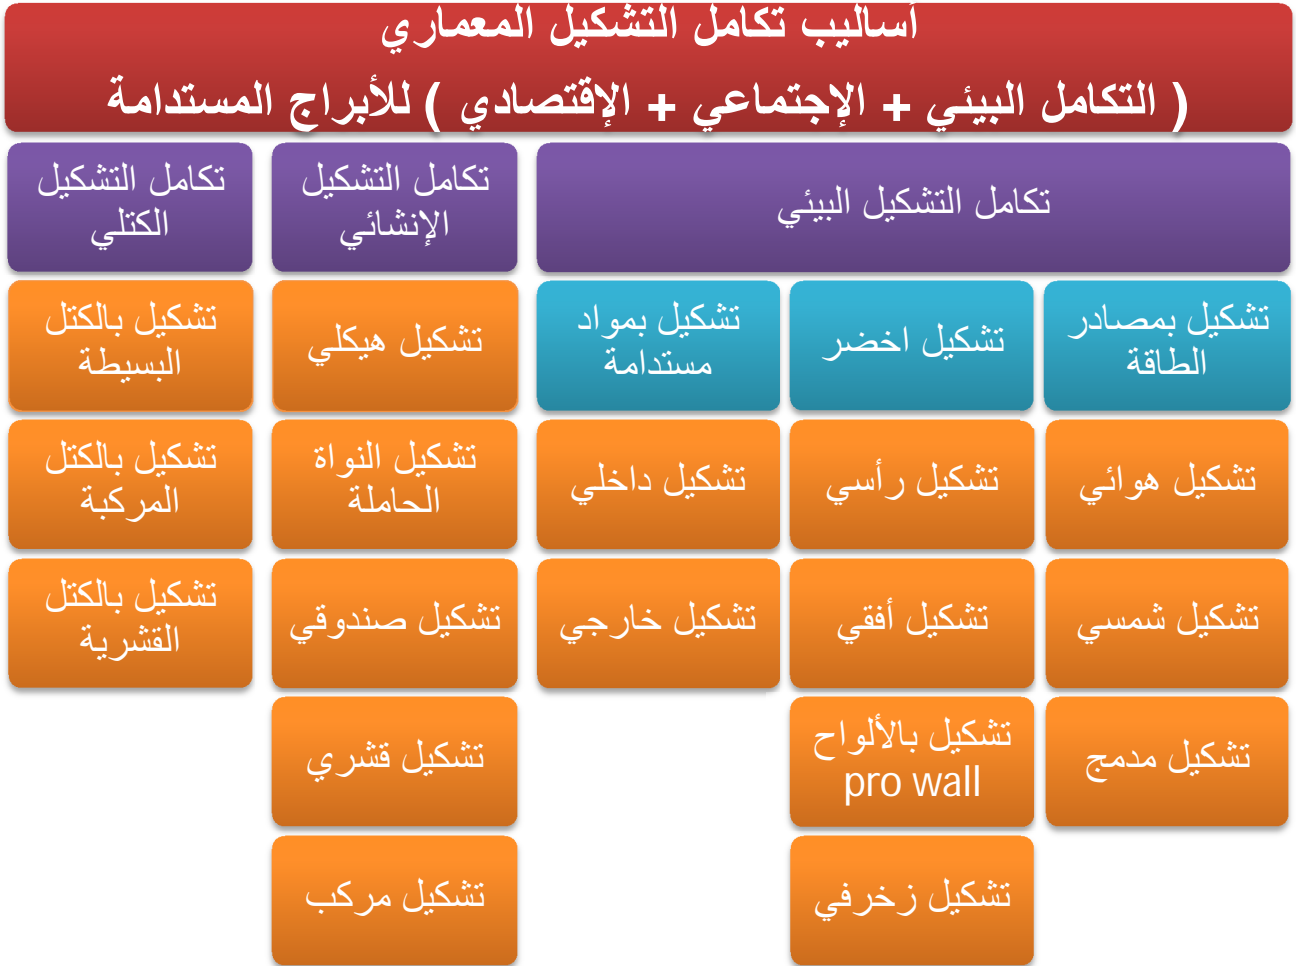 أساليب تكامل التشكيل المعماري
( التكامل البيئي + الإجتماعي + الإقتصادي ) للأبراج المستدامة
تكامل التشكيل البيئي
تكامل التشكيل
الإنشائي
تكامل التشكيل
الكتلي
تشكيل بمصادر
الطاقة
تشكيل اخضر
تشكيل بمواد
مستدامة
تشكيل هيكلي
تشكيل بالكتل
البسيطة
تشكيل هوائي
تشكيل رأسي
تشكيل داخلي
تشكيل النواة
الحاملة
تشكيل بالكتل
المركبة
تشكيل شمسي
تشكيل أفقي
تشكيل خارجي
تشكيل صندوقي
تشكيل بالكتل
القشرية
تشكيل مدمج
تشكيل بالألواح
pro wall
تشكيل قشري
تشكيل زخرفي
تشكيل مركب